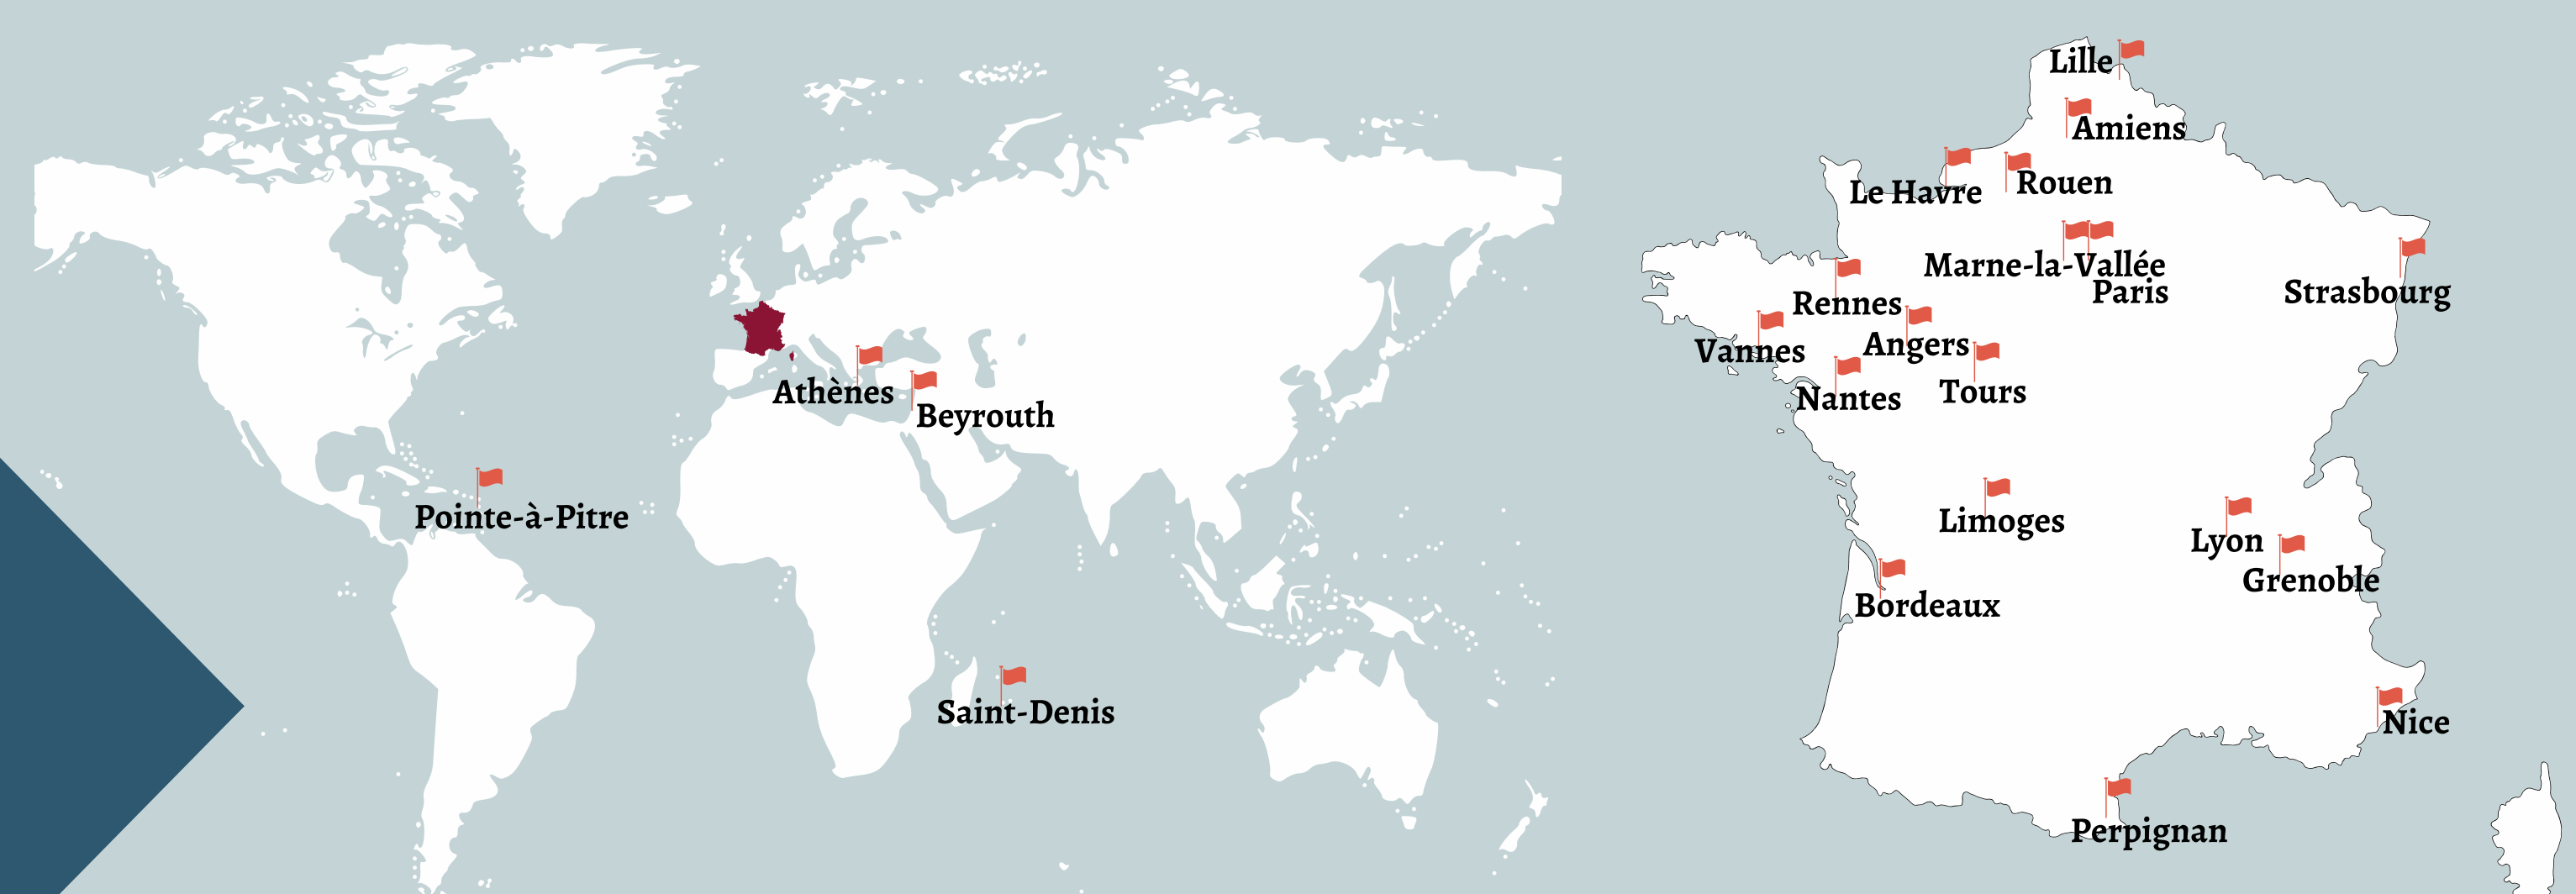 Athènes
Beyrouth
Pointe-à-Pitre
Saint-Denis
Lille
Amiens
Rouen
Le Havre
Marne-la-Vallée
Paris
Strasbourg
Rennes
Angers
Vannes
Tours
Nantes
Limoges
Lyon
Grenoble
Bordeaux
Nice
Perpignan